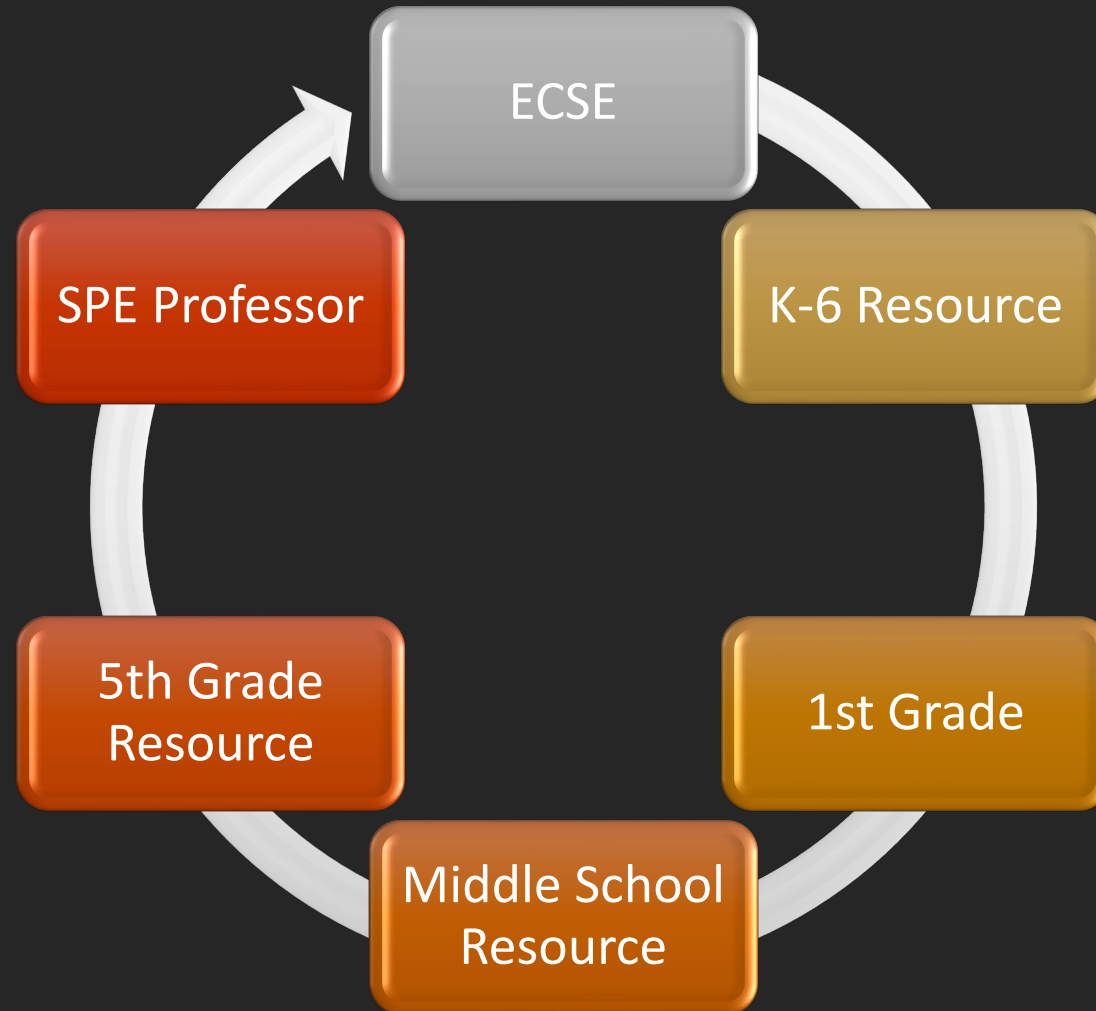 ECSE
K-6 Resource
1st Grade
Middle School
Resource
5th Grade
Resource
SPE Professor